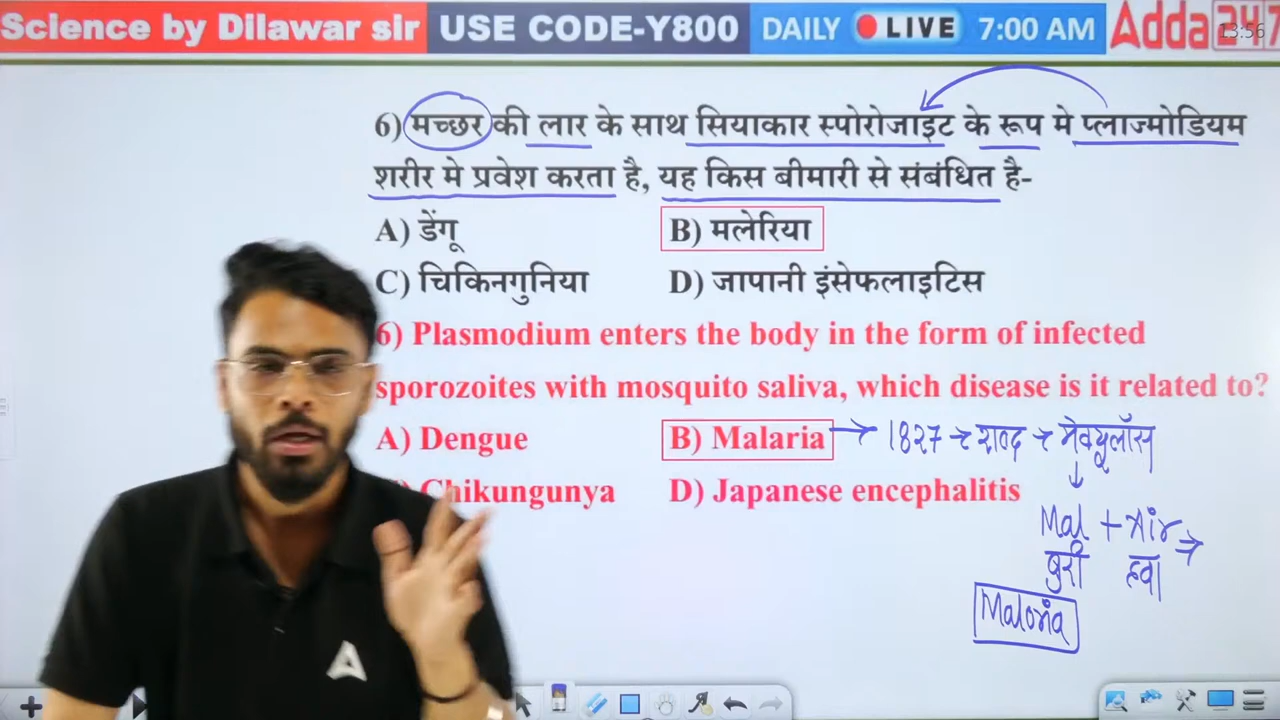 Science by Dilawar sir USE CODE-Y800 DAILY LIVE 7:00 AM Adda247
13:56
6) मच्छर की लार के साथ सियाकार स्पोरोजाइट के रूप मे प्लाज्मोडियम
शरीर मे प्रवेश करता है, यह किस बीमारी से संबंधित है-
A) डेंगू B) मलेरिया
C) चिकिनगुनिया D) जापानी इंसेफलाइटिस
6) Plasmodium enters the body in the form of infected
sporozoites with mosquito saliva, which disease is it related to?
A) Dengue B) Malaria → 1827 → शब्द → मेक्यूलॉस
Chikungunya D) Japanese encephalitis
Mal + Air →
बुरी हवा